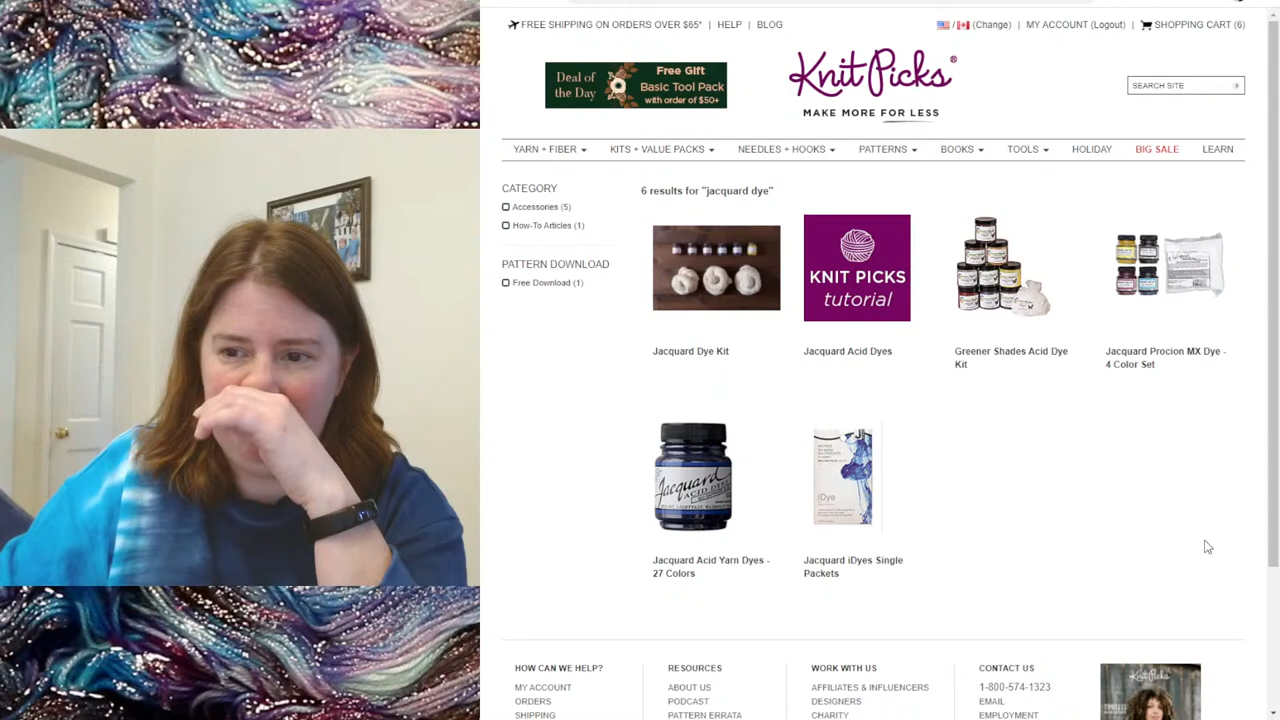 FREE SHIPPING ON ORDERS OVER $65* | HELP | BLOG
/ (Change) | MY ACCOUNT (Logout) | SHOPPING CART (6)
Deal of
the Day
Free Gift
Basic Tool Pack
with order of $50+
Knit Picks®
MAKE MORE FOR LESS
SEARCH SITE
YARN + FIBER KITS + VALUE PACKS NEEDLES + HOOKS PATTERNS BOOKS TOOLS HOLIDAY BIG SALE LEARN
CATEGORY
Accessories (5)
How-To Articles (1)
PATTERN DOWNLOAD
Free Download (1)
6 results for "jacquard dye"
KNIT PICKS
tutorial
Jacquard Dye Kit
Jacquard Acid Dyes
Greener Shades Acid Dye
Kit
Jacquard Procion MX Dye -
4 Color Set
Jacquard
ACID DYES
iDye
Jacquard Acid Yarn Dyes -
27 Colors
Jacquard iDyes Single
Packets
HOW CAN WE HELP?
MY ACCOUNT
ORDERS
SHIPPING
RESOURCES
ABOUT US
PODCAST
PATTERN ERRATA
WORK WITH US
AFFILIATES & INFLUENCERS
DESIGNERS
CHARITY
CONTACT US
1-800-574-1323
EMAIL
EMPLOYMENT
KnitPicks